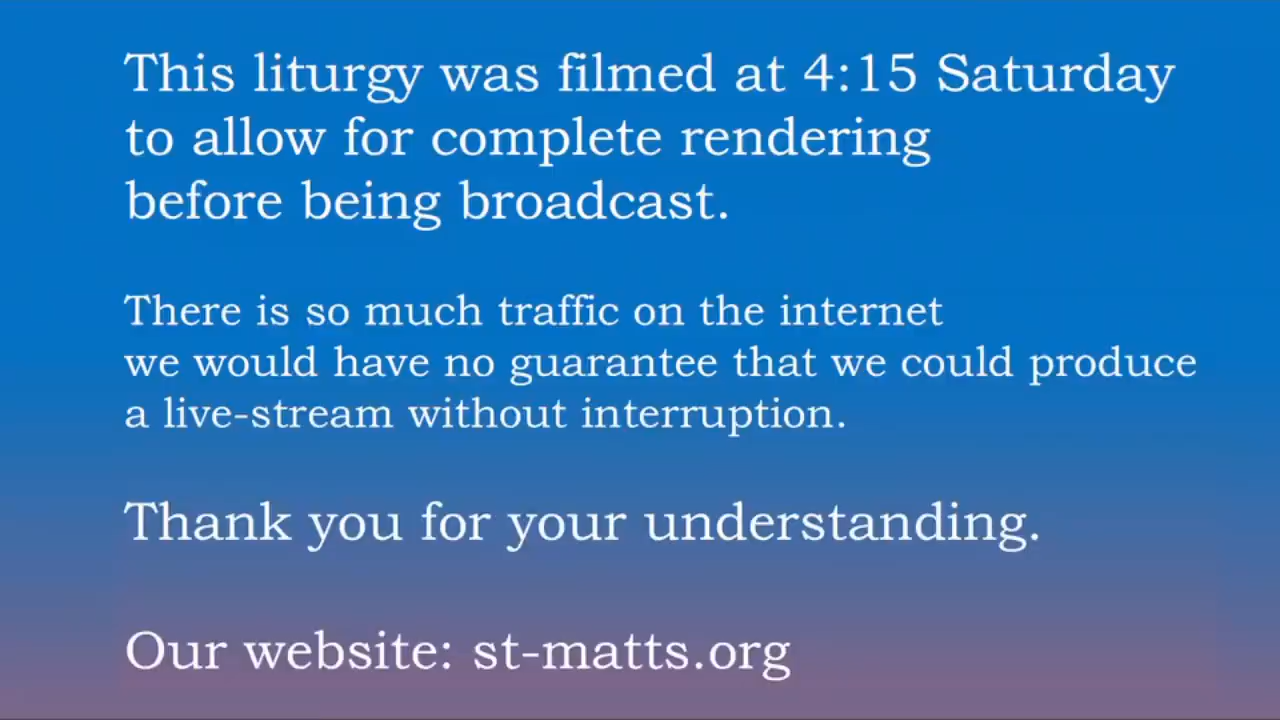 This liturgy was filmed at 4:15 Saturday
to allow for complete rendering
before being broadcast.
There is so much traffic on the internet
we would have no guarantee that we could produce
a live-stream without interruption.
Thank you for your understanding.
Our website: st-matts.org